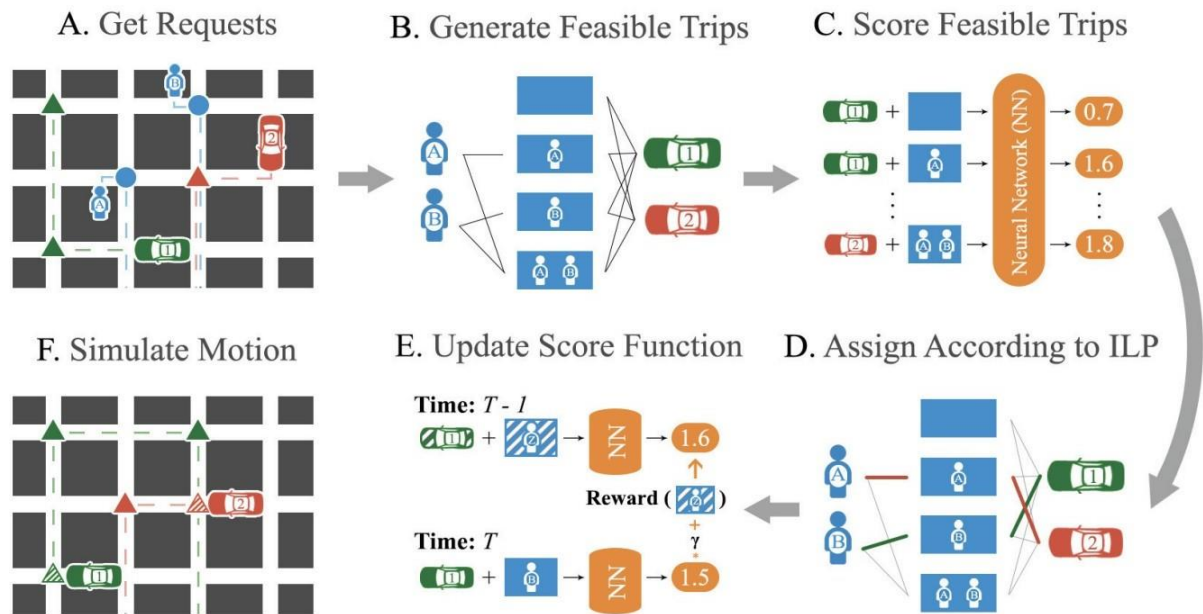 A. Get Requests
B
2
A
1
B. Generate Feasible Trips
A
B
A
B
A B
1
2
C. Score Feasible Trips
1 + → 0.7
1 + A → 1.6
2 + A B → 1.8
Neural Network (NN)
D. Assign According to ILP
A
B
A
B
A B
1
2
E. Update Score Function
Time: T - 1
1 + Z → NN → 1.6
Reward ( Z )
+
γ
*
Time: T
1 + B → NN → 1.5
F. Simulate Motion
2
1